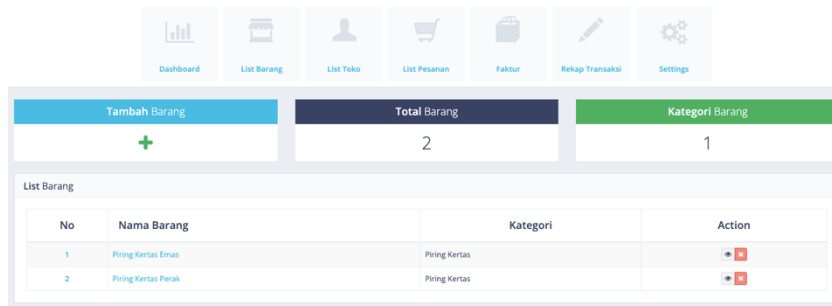 Dashboard List Barang List Toko List Pesanan Faktur Rekap Transaksi Settings
Tambah Barang Total Barang Kategori Barang
2 1
List Barang
No Nama Barang Kategori Action
1 Piring Kertas Emas Piring Kertas
2 Piring Kertas Perak Piring Kertas